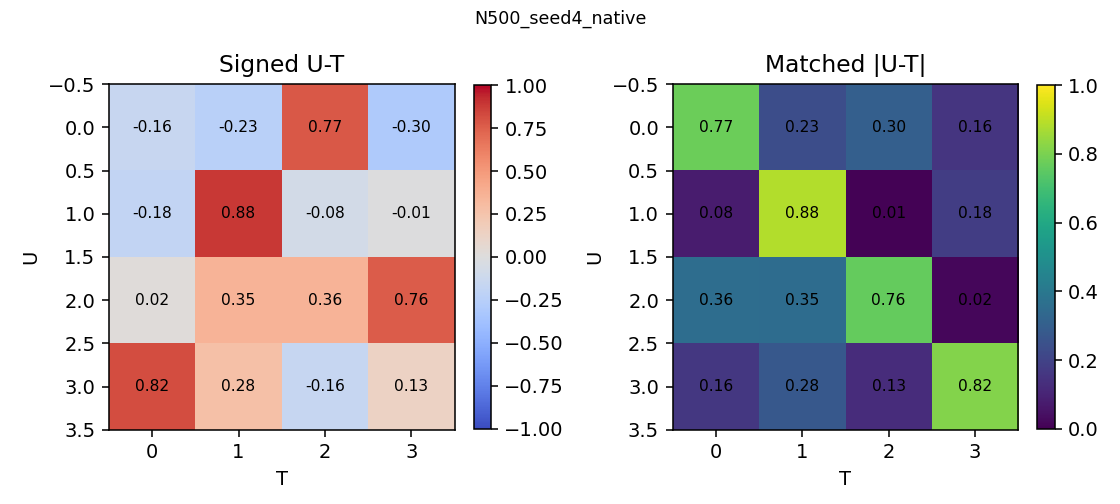 N500_seed4_native
Signed U-T
Matched |U-T|
−0.5
0.0
0.5
1.0
1.5
2.0
2.5
3.0
3.5
U
-0.16 -0.23 0.77 -0.30
-0.18 0.88 -0.08 -0.01
0.02 0.35 0.36 0.76
0.82 0.28 -0.16 0.13
0 1 2 3
T
1.00
0.75
0.50
0.25
0.00
−0.25
−0.50
−0.75
−1.00
−0.5
0.0
0.5
1.0
1.5
2.0
2.5
3.0
3.5
U
0.77 0.23 0.30 0.16
0.08 0.88 0.01 0.18
0.36 0.35 0.76 0.02
0.16 0.28 0.13 0.82
0 1 2 3
T
1.0
0.8
0.6
0.4
0.2
0.0